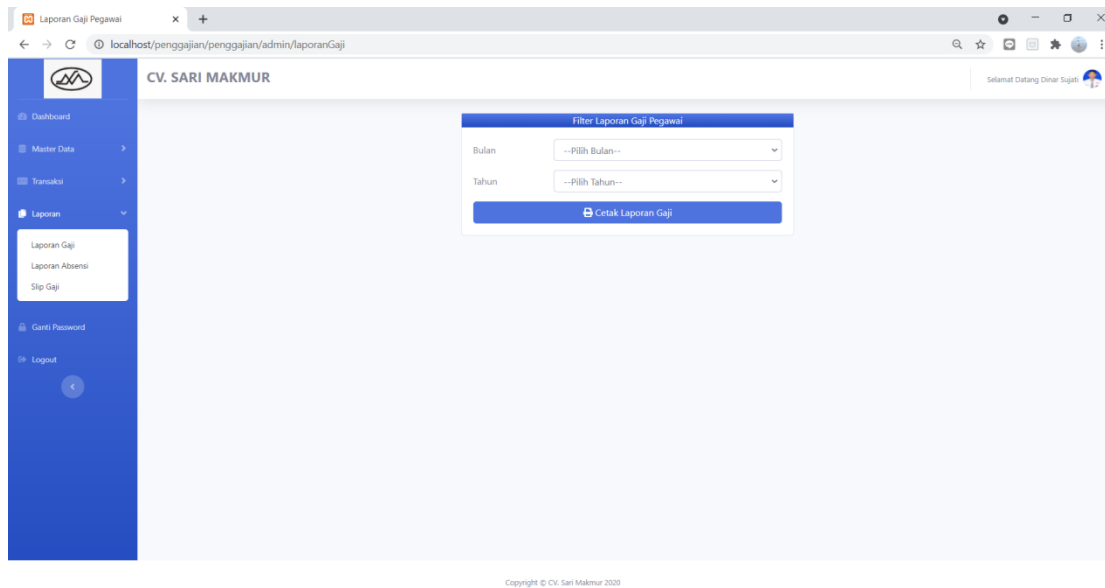 Laporan Gaji Pegawai
localhost/penggajian/penggajian/admin/laporanGaji
CV. SARI MAKMUR
Selamat Datang Dinar Sujati
Dashboard
Master Data
Transaksi
Laporan
Laporan Gaji
Laporan Absensi
Slip Gaji
Ganti Password
Logout
Filter Laporan Gaji Pegawai
Bulan
--Pilih Bulan--
Tahun
--Pilih Tahun--
Cetak Laporan Gaji
Copyright © CV. Sari Makmur 2020